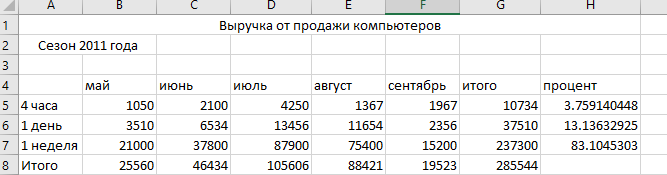 A B C D E F G H
1 Выручка от продажи компьютеров
2 Сезон 2011 года
3
4 май июнь июль август сентябрь итого процент
5 4 часа 1050 2100 4250 1367 1967 10734 3.759140448
6 1 день 3510 6534 13456 11654 2356 37510 13.13632925
7 1 неделя 21000 37800 87900 75400 15200 237300 83.1045303
8 Итого 25560 46434 105606 88421 19523 285544